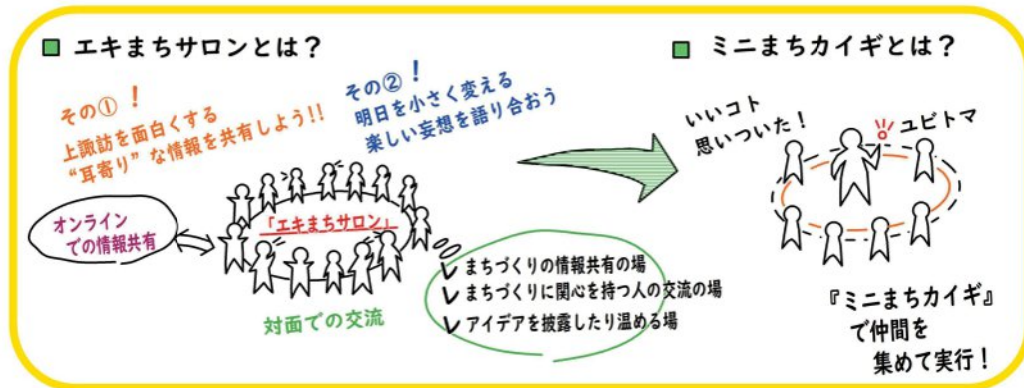 エキまちサロンとは？
その① ！
上諏訪を面白くする
“耳寄り”な情報を共有しよう!!
その② ！
明日を小さく変える
楽しい妄想を語り合おう
オンライン
での情報共有
「エキまちサロン」
対面での交流
まちづくりの情報共有の場
まちづくりに関心を持つ人の交流の場
アイデアを披露したり温める場
ミニまちカイギとは？
いいコト
思いついた！
ユビトマ
『ミニまちカイギ』
で仲間を
集めて実行！